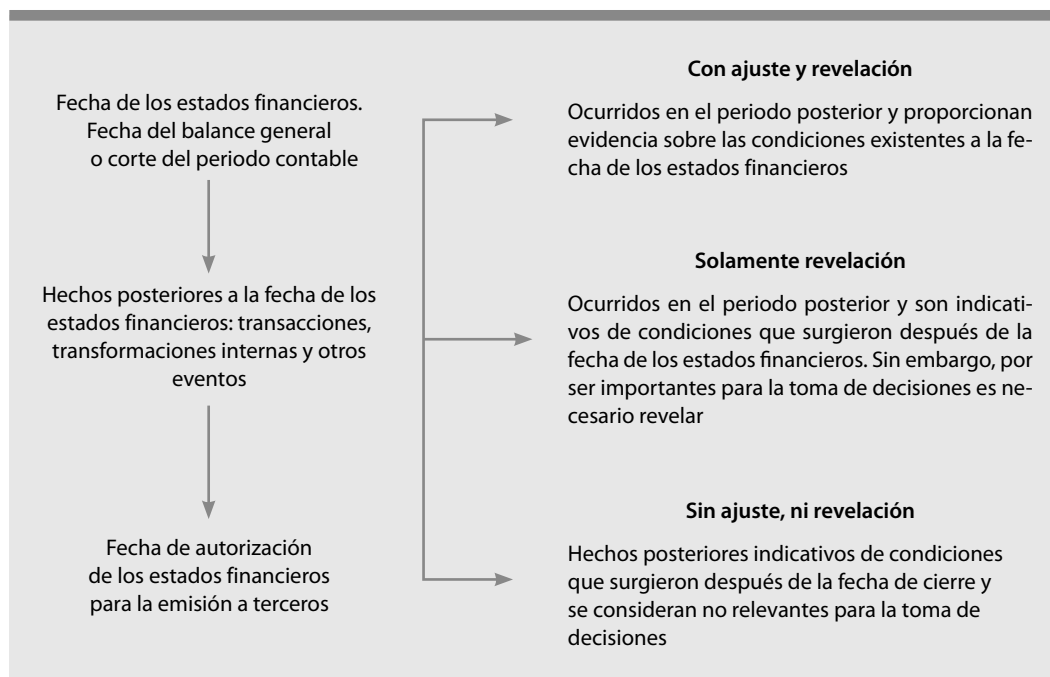 Fecha de los estados financieros.
Fecha del balance general
o corte del periodo contable
Hechos posteriores a la fecha de los
estados financieros: transacciones,
transformaciones internas y otros
eventos
Fecha de autorización
de los estados financieros
para la emisión a terceros
Con ajuste y revelación
Ocurridos en el periodo posterior y proporcionan
evidencia sobre las condiciones existentes a la fe-
cha de los estados financieros
Solamente revelación
Ocurridos en el periodo posterior y son indicati-
vos de condiciones que surgieron después de la
fecha de los estados financieros. Sin embargo, por
ser importantes para la toma de decisiones es ne-
cesario revelar
Sin ajuste, ni revelación
Hechos posteriores indicativos de condiciones
que surgieron después de la fecha de cierre y
se consideran no relevantes para la toma de
decisiones